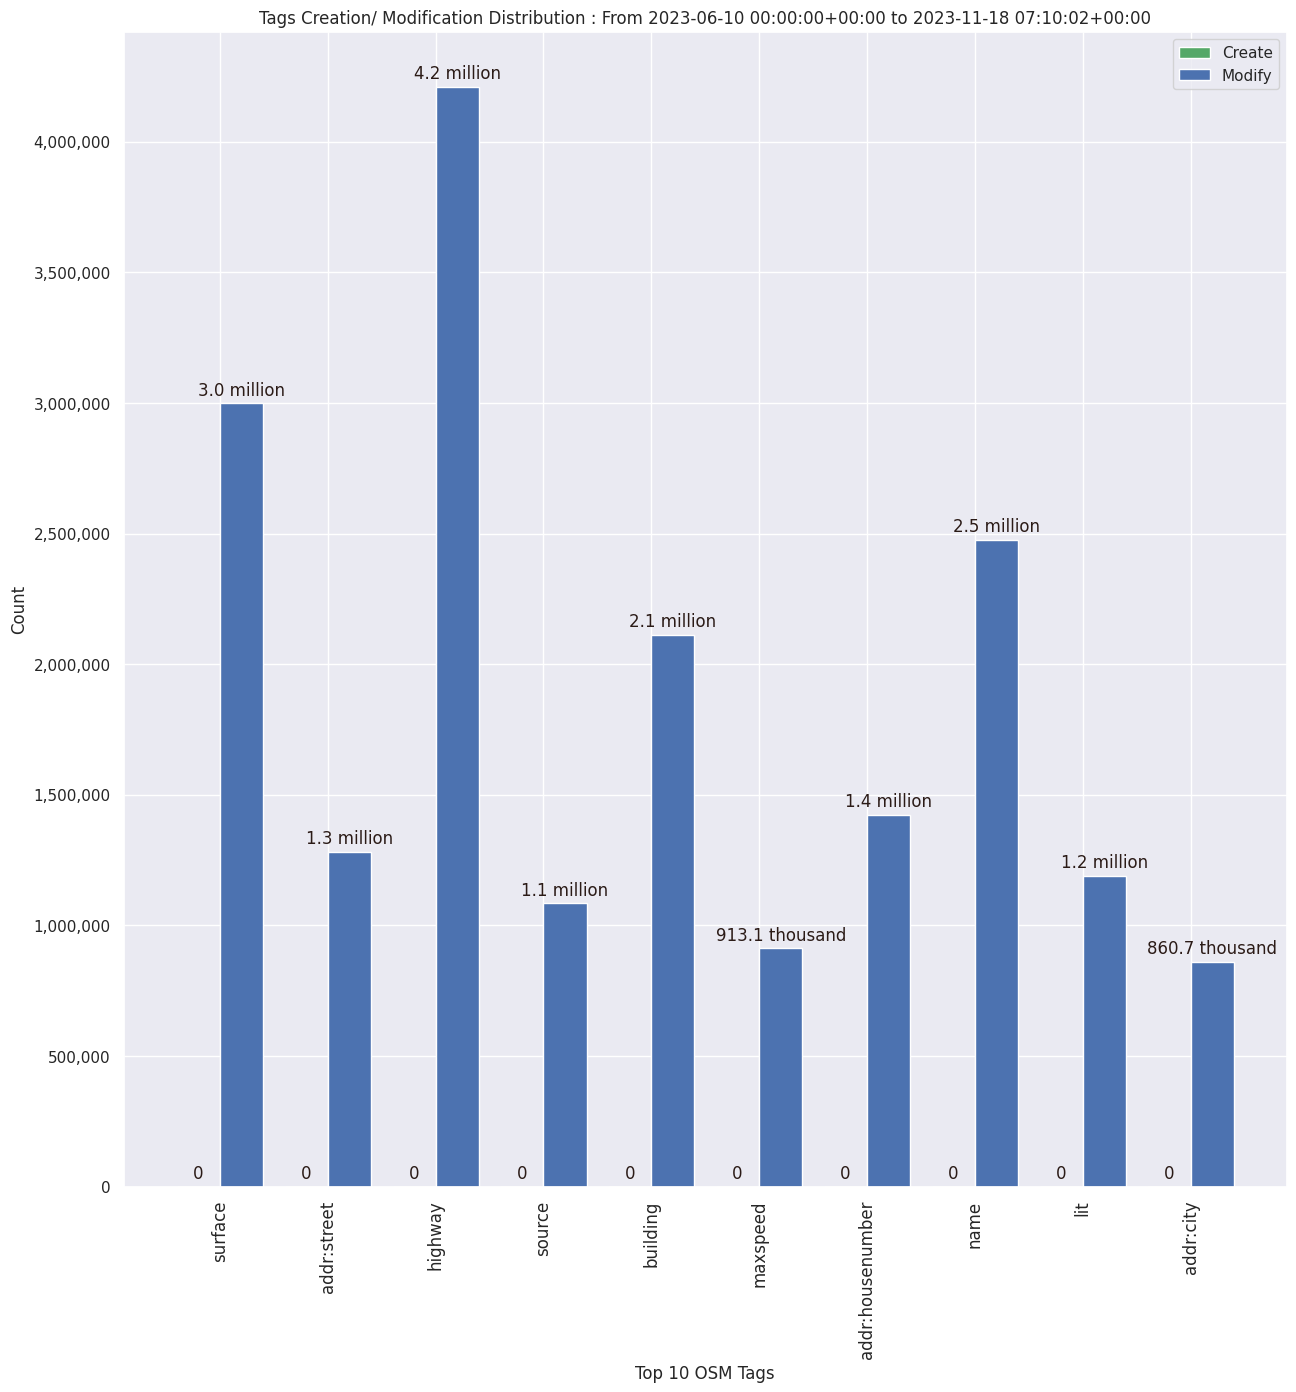 Tags Creation/ Modification Distribution : From 2023-06-10 00:00:00+00:00 to 2023-11-18 07:10:02+00:00
Create
Modify
4.2 million
4,000,000
3,500,000
3.0 million
3,000,000
2.5 million
2,500,000
2.1 million
2,000,000
1.4 million
1,500,000
1.3 million
1.2 million
1.1 million
913.1 thousand
860.7 thousand
1,000,000
500,000
0 0 0 0 0 0 0 0 0 0
0
Count
surface
addr:street
highway
source
building
maxspeed
addr:housenumber
name
lit
addr:city
Top 10 OSM Tags